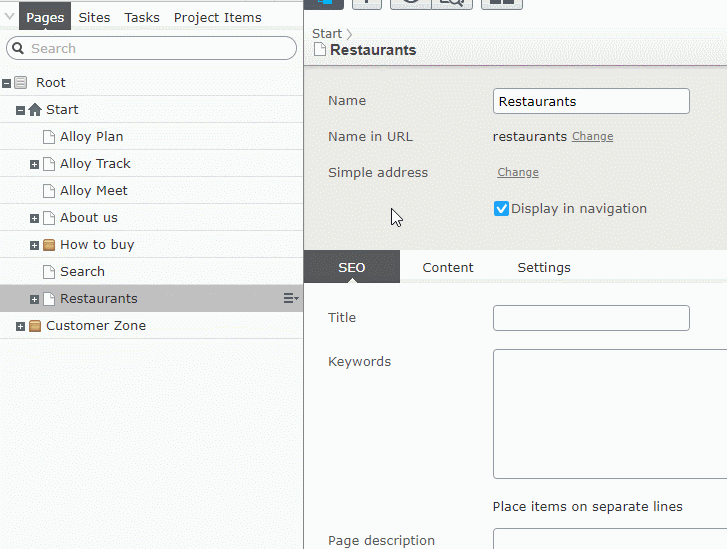 Pages Sites Tasks Project Items
Search
Root
Start
Alloy Plan
Alloy Track
Alloy Meet
About us
How to buy
Search
Restaurants
Customer Zone
Start
Restaurants
Name Restaurants
Name in URL restaurants Change
Simple address Change
Display in navigation
SEO Content Settings
Title
Keywords
Place items on separate lines
Page description